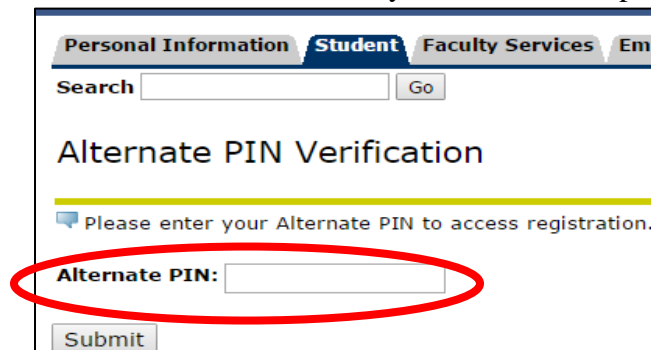 Personal Information Student Faculty Services Em
Search Go
Alternate PIN Verification
Please enter your Alternate PIN to access registration.
Alternate PIN:
Submit